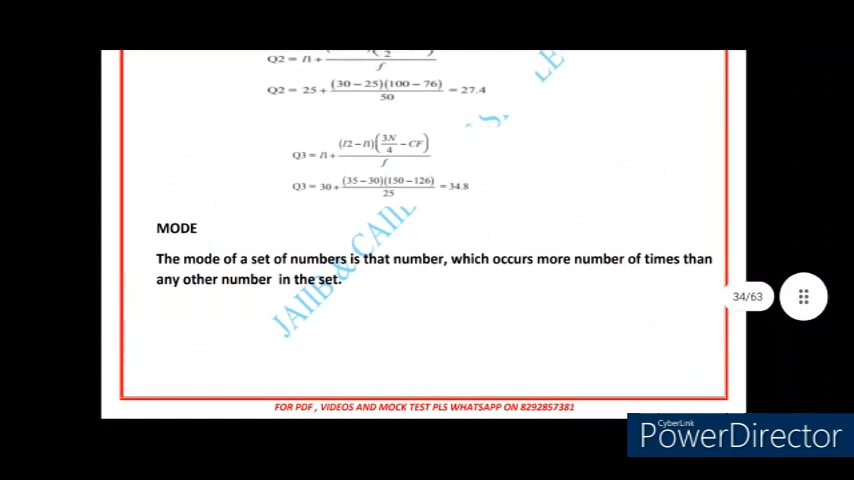 Q2 = l1 +
2
f
Q2 = 25 + (30 − 25)(100 − 76) / 50 = 27.4
Q3 = l1 + (l2 − l1)(3N/4 − CF) / f
Q3 = 30 + (35 − 30)(150 − 126) / 25 = 34.8
MODE
The mode of a set of numbers is that number, which occurs more number of times than
any other number in the set.
JAIIB & CAIIB
34/63
FOR PDF , VIDEOS AND MOCK TEST PLS WHATSAPP ON 8292857381
CyberLink
PowerDirector